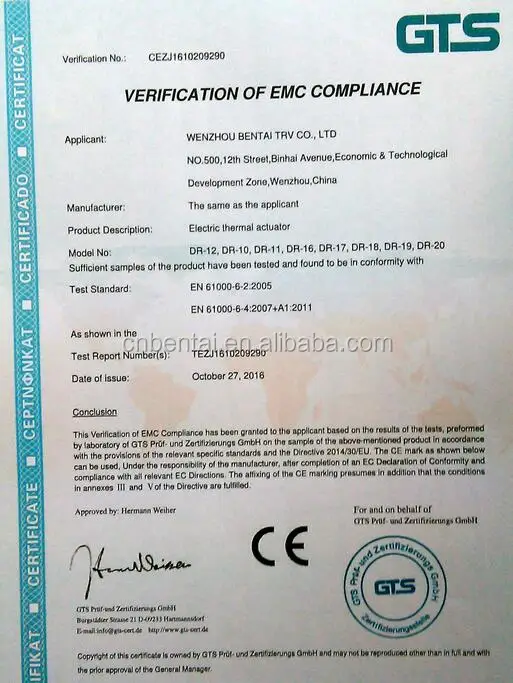 GTS
Verification No.: CEZJ1610209290
VERIFICATION OF EMC COMPLIANCE
Applicant: WENZHOU BENTAI TRV CO., LTD
NO.500,12th Street,Binhai Avenue,Economic & Technological
Development Zone,Wenzhou,China
Manufacturer: The same as the applicant
Product Description: Electric thermal actuator
Model No: DR-12, DR-10, DR-11, DR-16, DR-17, DR-18, DR-19, DR-20
Sufficient samples of the product have been tested and found to be in conformity with
Test Standard: EN 61000-6-2:2005
EN 61000-6-4:2007+A1:2011
As shown in the
cnbentai.en.alibaba.com
Test Report Number(s): TEZJ1610209290
Date of issue: October 27, 2016
Conclusion
This Verification of EMC Compliance has been granted to the applicant based on the results of the tests, preformed
by laboratory of GTS Prüf- und Zertifizierungs GmbH on the sample of the above-mentioned product in accordance
with the provisions of the relevant specific standards and the Directive 2014/30/EU. The CE mark as shown below
can be used, Under the responsibility of the manufacturer, after completion of an EC Declaration of Conformity and
compliance with all relevant EC Directives. The affixing of the CE marking presumes in addition that the conditions
in annexes III and V of the Directive are fulfilled.
Approved by: Hermann Weiher
For and on behalf of
GTS Prüf- und Zertifizierungs GmbH
CE
GTS Prüf-und Zertifizierungs GmbH
Burgstädter Strasse 21 D-09233 Hartmannsdorf
E-mail:info@gts-cert.de http://www.gts-cert.de
GTS Prüf- und Zertifizierungs GmbH
GTS
Zertifizierungsstelle
Copyright of this certificate is owned by GTS Prüf- und Zertifizierungs GmbH and may not be reproduced other than in full and with
the prior approval of the General Manager.
IFIKAT ■ CERTIFICATE ■ СЕРТИФИКАТ ■ CERTIFICADO ■ CERTIFICAT